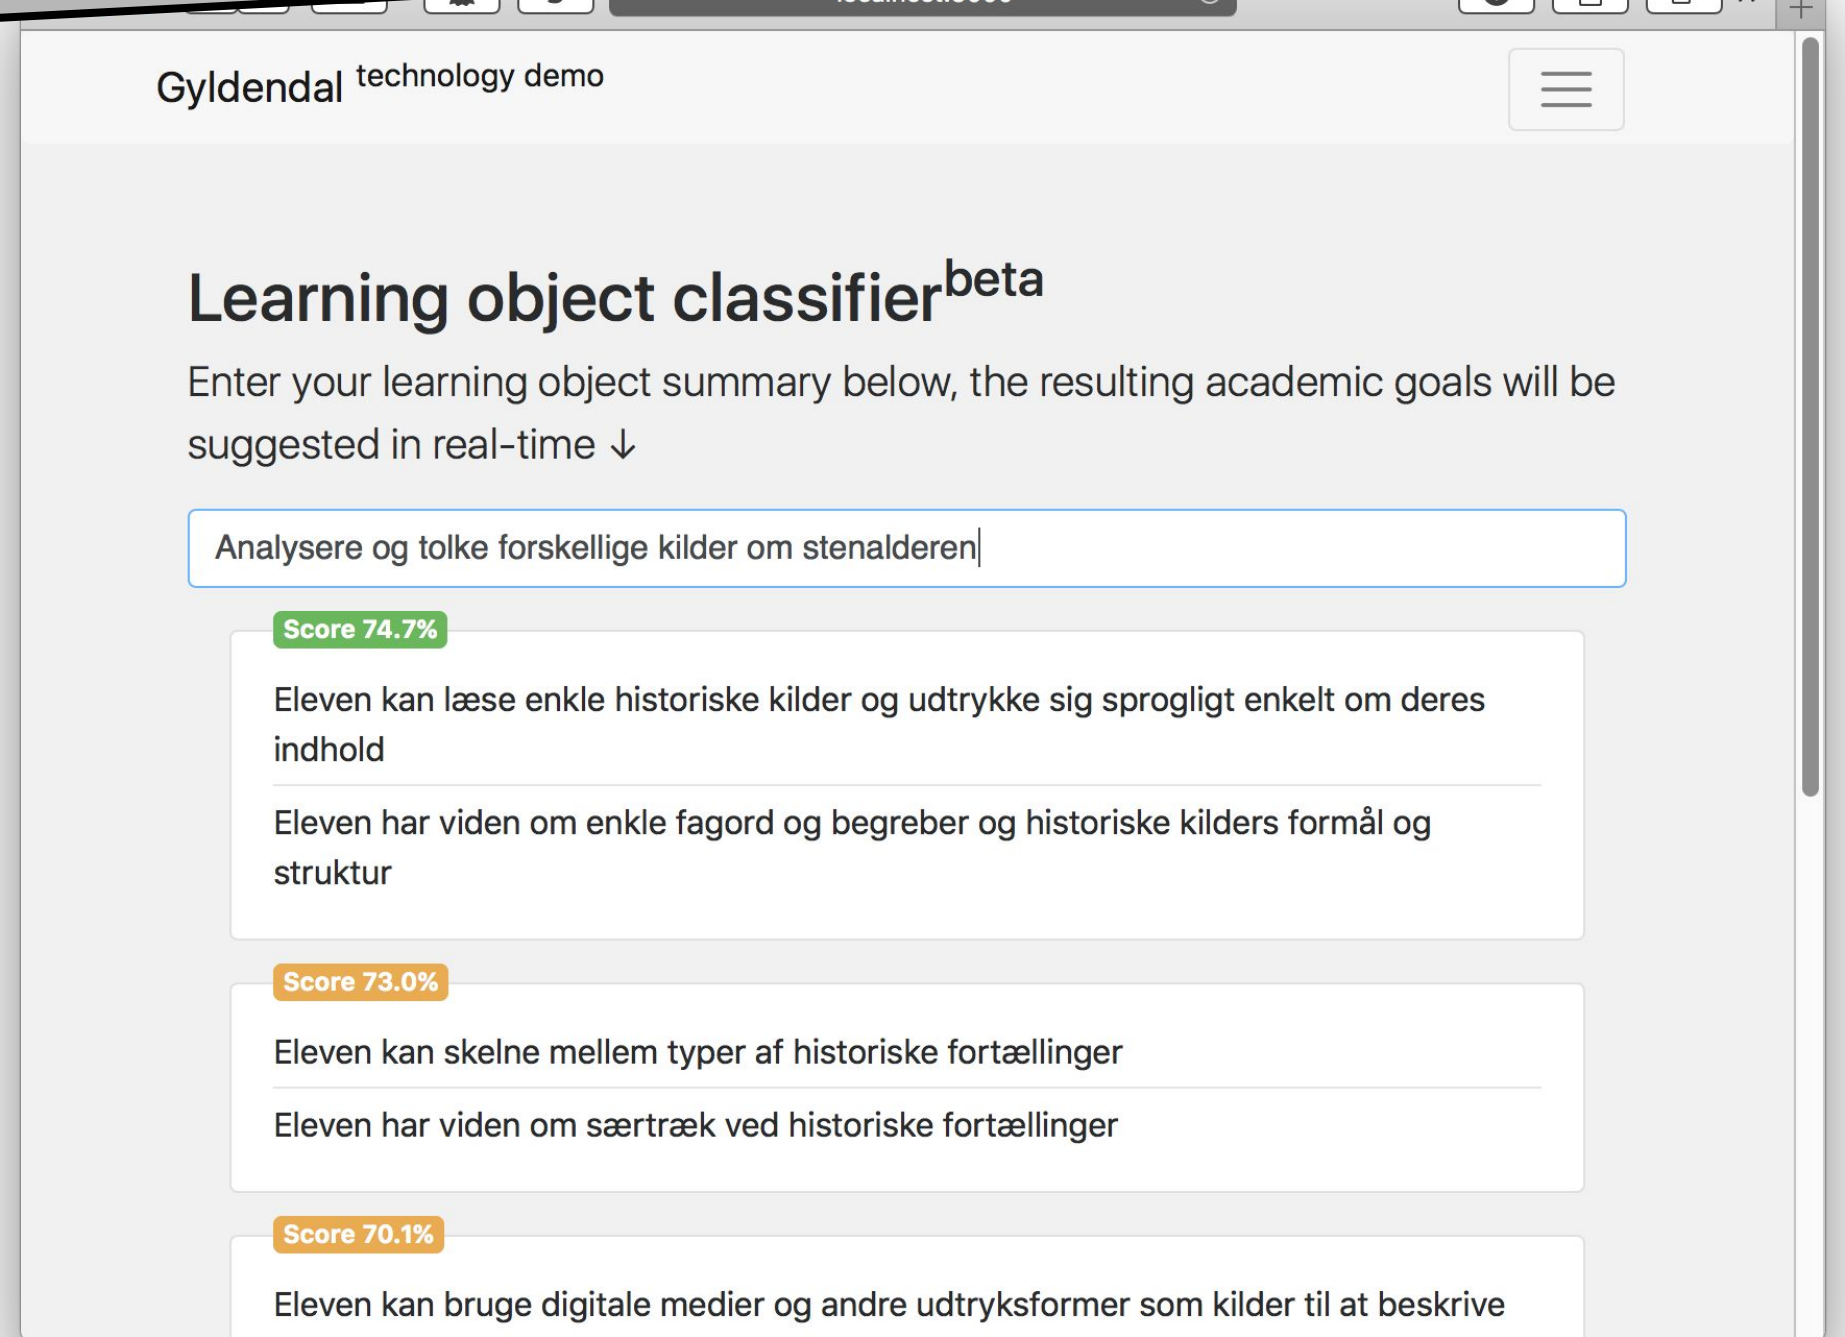 Gyldendal technology demo
Learning object classifier beta
Enter your learning object summary below, the resulting academic goals will be
suggested in real-time ↓
Analysere og tolke forskellige kilder om stenalderen
Score 74.7%
Eleven kan læse enkle historiske kilder og udtrykke sig sprogligt enkelt om deres
indhold
Eleven har viden om enkle fagord og begreber og historiske kilders formål og
struktur
Score 73.0%
Eleven kan skelne mellem typer af historiske fortællinger
Eleven har viden om særtræk ved historiske fortællinger
Score 70.1%
Eleven kan bruge digitale medier og andre udtryksformer som kilder til at beskrive